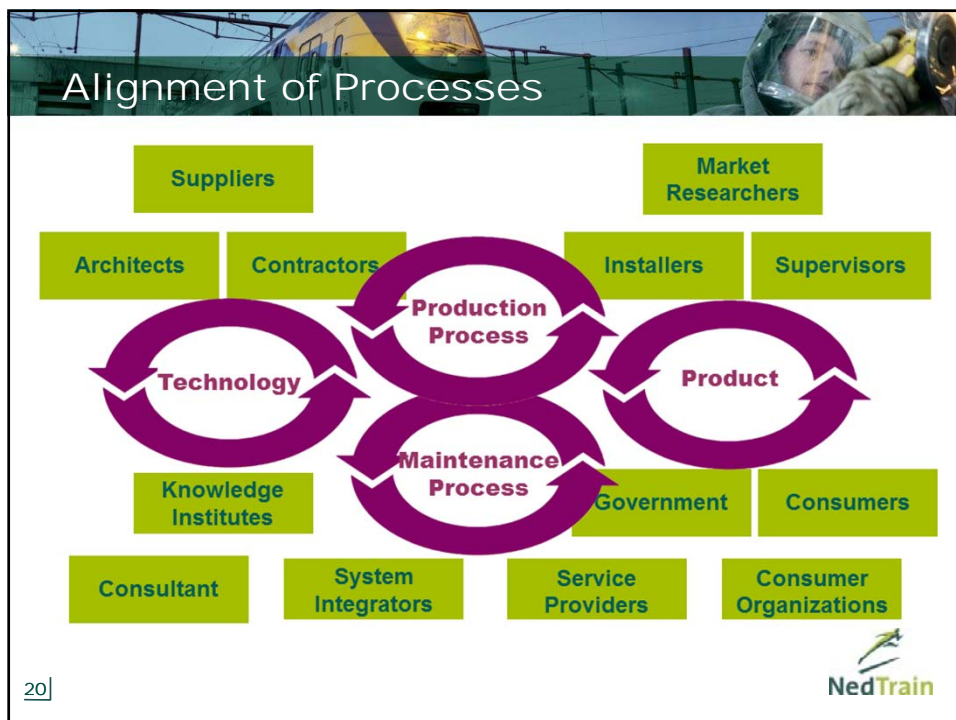 Alignment of Processes
Suppliers
Market
Researchers
Architects
Contractors
Installers
Supervisors
Production
Process
Technology
Product
Maintenance
Process
Knowledge
Institutes
Government
Consumers
Consultant
System
Integrators
Service
Providers
Consumer
Organizations
20
NedTrain